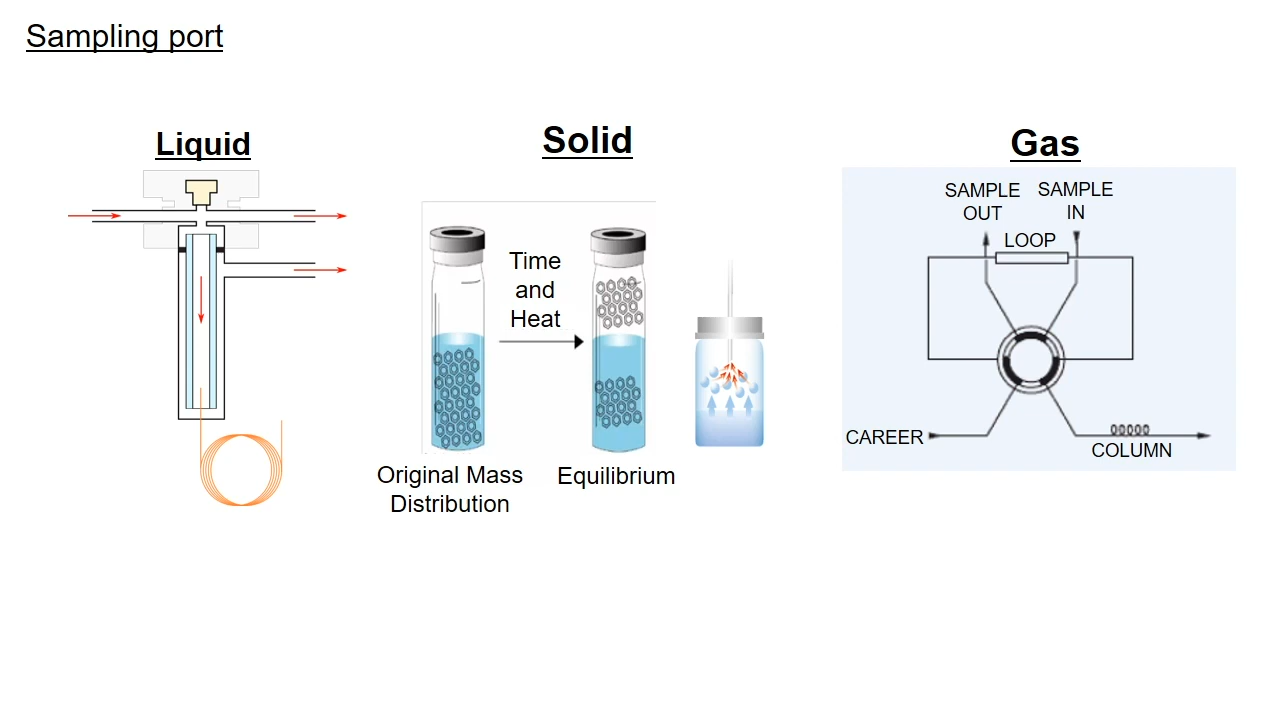 Sampling port
Liquid
Solid
Gas
Time
and
Heat
Original Mass
Distribution
Equilibrium
SAMPLE
OUT
SAMPLE
IN
LOOP
CAREER
COLUMN